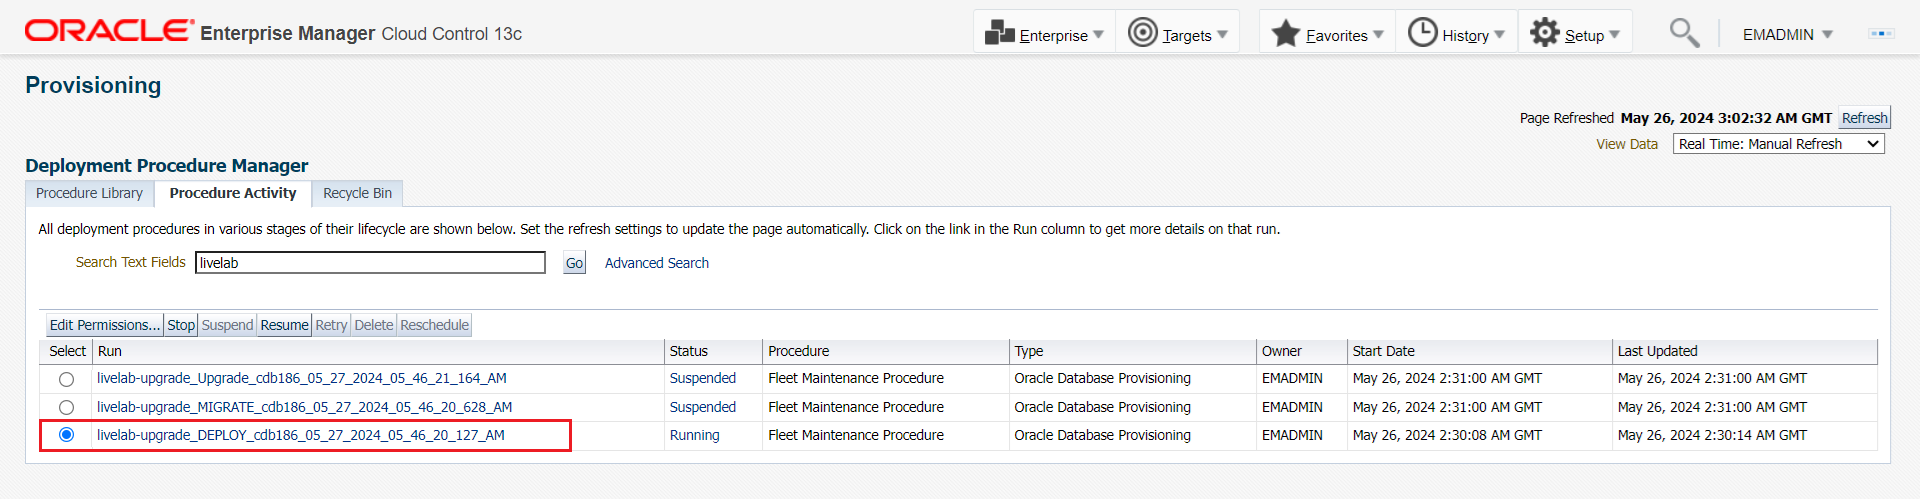 ORACLE Enterprise Manager Cloud Control 13c Enterprise Targets Favorites History Setup EMADMIN
Provisioning
Page Refreshed May 26, 2024 3:02:32 AM GMT Refresh
View Data Real Time: Manual Refresh
Deployment Procedure Manager
Procedure Library Procedure Activity Recycle Bin
All deployment procedures in various stages of their lifecycle are shown below. Set the refresh settings to update the page automatically. Click on the link in the Run column to get more details on that run.
Search Text Fields livelab Go Advanced Search
Edit Permissions... Stop Suspend Resume Retry Delete Reschedule
Select Run Status Procedure Type Owner Start Date Last Updated
livelab-upgrade_Upgrade_cdb186_05_27_2024_05_46_21_164_AM Suspended Fleet Maintenance Procedure Oracle Database Provisioning EMADMIN May 26, 2024 2:31:00 AM GMT May 26, 2024 2:31:00 AM GMT
livelab-upgrade_MIGRATE_cdb186_05_27_2024_05_46_20_628_AM Suspended Fleet Maintenance Procedure Oracle Database Provisioning EMADMIN May 26, 2024 2:31:00 AM GMT May 26, 2024 2:31:00 AM GMT
livelab-upgrade_DEPLOY_cdb186_05_27_2024_05_46_20_127_AM Running Fleet Maintenance Procedure Oracle Database Provisioning EMADMIN May 26, 2024 2:30:08 AM GMT May 26, 2024 2:30:14 AM GMT